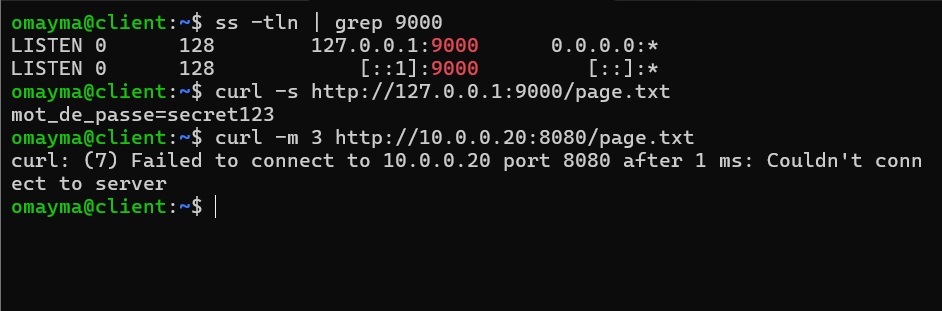 omayma@client:~$ ss -tln | grep 9000
LISTEN 0      128        127.0.0.1:9000      0.0.0.0:*
LISTEN 0      128            [::1]:9000         [::]:*
omayma@client:~$ curl -s http://127.0.0.1:9000/page.txt
mot_de_passe=secret123
omayma@client:~$ curl -m 3 http://10.0.0.20:8080/page.txt
curl: (7) Failed to connect to 10.0.0.20 port 8080 after 1 ms: Couldn't conn
ect to server
omayma@client:~$